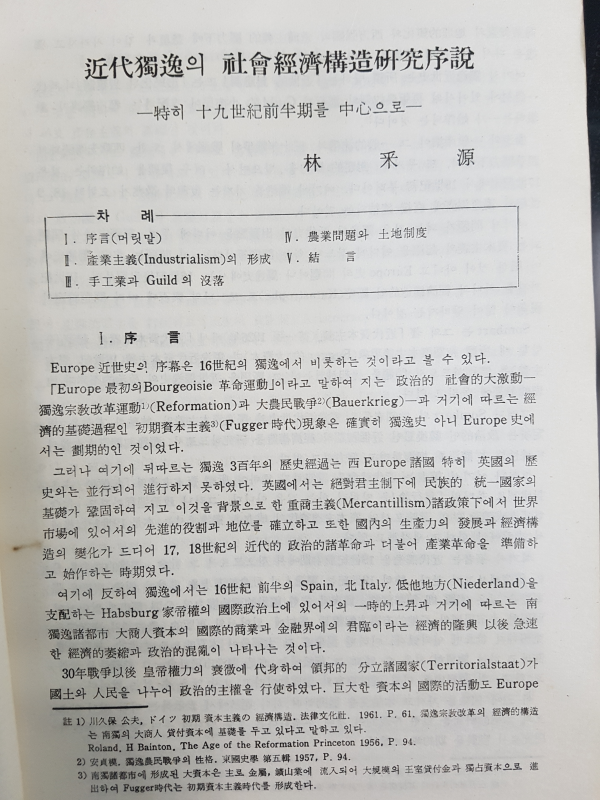 近代獨逸의 社會經濟構造硏究序說
—特히 十九世紀前半期를 中心으로—
林 采 源
차 례
Ⅰ. 序言(머릿말)
Ⅱ. 產業主義(Industrialism)의 形成
Ⅲ. 手工業과 Guild의 沒落
Ⅳ. 農業問題와 土地制度
Ⅴ. 結 言
Ⅰ. 序 言
Europe 近世史의 序幕은 16世紀의 獨逸에서 비롯하는 것이라고 볼 수 있다.
「Europe 最初의 Bourgeoisie 革命運動」이라고 말하여 지는 政治的 社會的大激動—
獨逸宗敎改革運動1)(Reformation)과 大農民戰爭2)(Bauerkrieg)—과 거기에 따르는 經
濟的基礎過程인 初期資本主義3)(Fugger時代)現象은 確實히 獨逸史 아니 Europe史에
서는 劃期的인 것이었다.
그러나 여기에 뒤따르는 獨逸 3百年의 歷史經過는 西Europe諸國 特히 英國의 歷
史와는 並行되어 進行하지 못하였다. 英國에서는 絕對君主制下에 民族的 統一國家의
基礎가 鞏固하여 지고 이것을 背景으로 한 重商主義(Mercantillism)諸政策下에서 世界
市場에 있어서의 先進的役割과 地位를 確立하고 또한 國內의 生產力의 發展과 經濟構
造의 變化가 드디어 17, 18世紀의 近代的 政治的諸革命과 더불어 產業革命을 準備하
고 始作하는 時期였다.
여기에 反하여 獨逸에서는 16世紀 前半의 Spain, 北Italy. 低他地方(Niederland)을
支配하는 Habsburg家帝權의 國際政治上에 있어서의 一時的上昇과 거기에 따르는 南
獨逸諸都市 大商人資本의 國際的商業과 金融界에의 君臨이라는 經濟的隆興 以後 急速
한 經濟的萎縮과 政治的混亂이 나타나는 것이다.
30年戰爭以後 皇帝權力의 衰微에 代身하여 領邦的 分立諸國家(Territorialstaat)가
國土와 人民을 나누어 政治的主權을 行使하였다. 巨大한 資本의 國際的活動도 Europe
註 1) 川久保 公夫, ドイツ 初期 資本主義の 經濟構造, 法律文化社. 1961. P. 61. 獨逸宗敎改革의 經濟的構造
는 南獨의 大商人 貸付資本에 基礎를 두고 있다고 말하고 있다.
Roland. H Bainton. The Age of the Reformation Princeton 1956, P. 94.
2) 安貞模. 獨逸農民戰爭의 性格. 東國史學 第五輯 1957, P. 94.
3) 南獨諸都市에 形成된 大資本은 主로 金屬, 鑛山業에 流入되어 大規模의 王室貸付金과 獨占資本으로 進
出하여 Fugger時代는 初期資本主義時代를 形成한다.